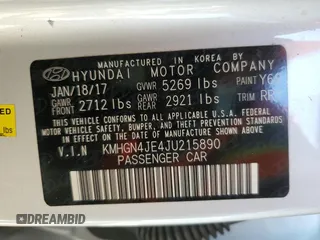 MANUFACTURED IN KOREA BY
HYUNDAI MOTOR COMPANY
JAN/18/17 GVWR 5269 lbs PAINT
GAWR FRONT 2712 lbs GAWR REAR 2921 lbs TRIM
THIS VEHICLE CONFORMS TO ALL APPLICABLE
FEDERAL MOTOR VEHICLE SAFETY BUMPER
AND THEFT PREVENTION STANDARDS IN EFFECT
ON THE DATE OF MANUFACTURE SHOWN ABOVE
V.I.N KMHGN4JE4JU215890
PASSENGER CAR
lbs
DREAMBID